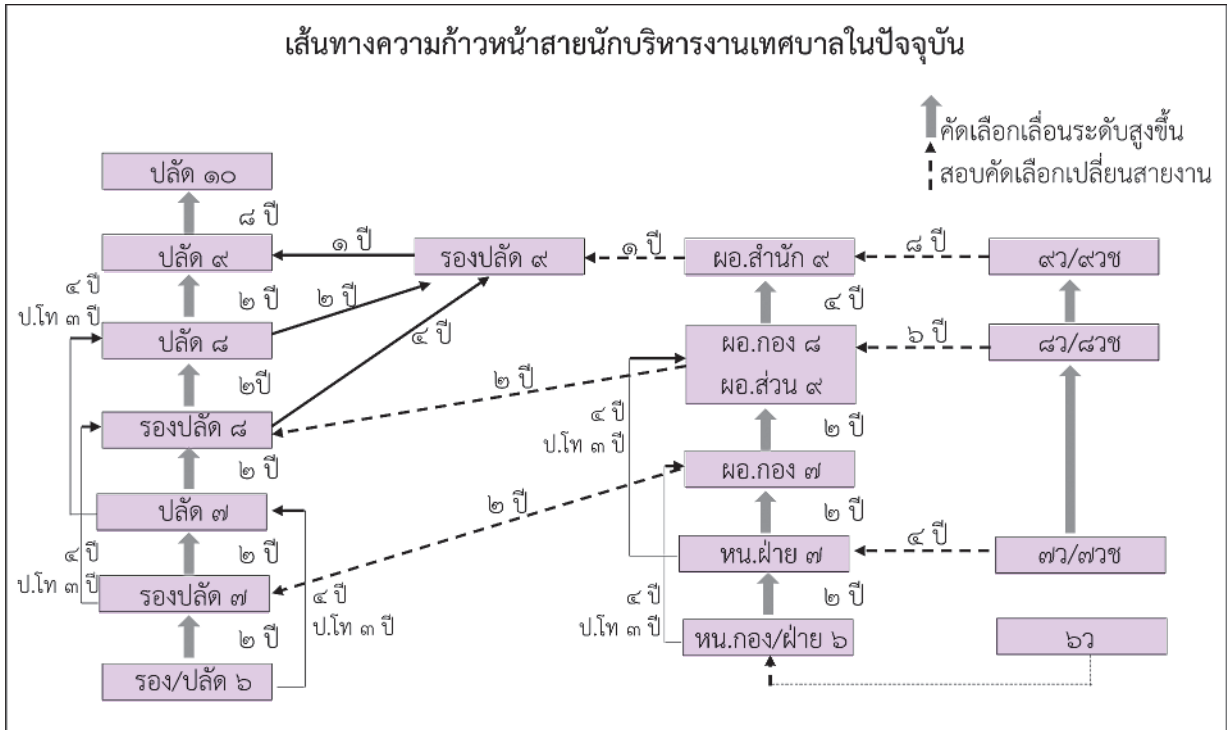 เส้นทางความก้าวหน้าสายนักบริหารงานเทศบาลในปัจจุบัน
คัดเลือกเลื่อนระดับสูงขึ้น
สอบคัดเลือกเปลี่ยนสายงาน
ปลัด ๑๐
๘ ปี
ปลัด ๙
๑ ปี
รองปลัด ๙
๑ ปี
ผอ.สำนัก ๙
๘ ปี
๙ว/๙วช
๔ ปี
ป.โท ๓ ปี
๒ ปี
๒ ปี
๔ ปี
๔ ปี
ปลัด ๘
ผอ.กอง ๘
ผอ.ส่วน ๙
๖ ปี
๘ว/๘วช
๒ปี
๒ ปี
รองปลัด ๘
๔ ปี
ป.โท ๓ ปี
๒ ปี
๒ ปี
ผอ.กอง ๗
๒ ปี
ปลัด ๗
๒ ปี
๔ ปี
ป.โท ๓ ปี
๒ ปี
หน.ฝ่าย ๗
๔ ปี
๗ว/๗วช
รองปลัด ๗
๔ ปี
ป.โท ๓ ปี
๔ ปี
ป.โท ๓ ปี
๒ ปี
๒ ปี
หน.กอง/ฝ่าย ๖
๖ว
รอง/ปลัด ๖